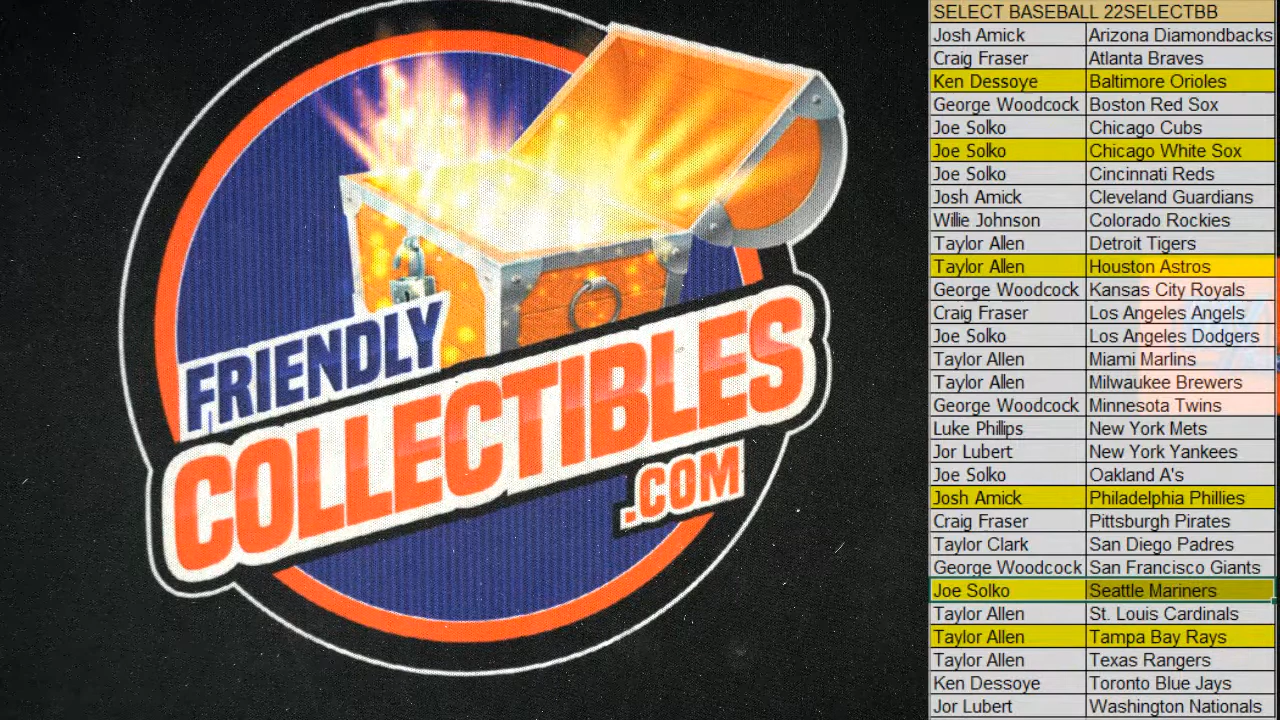 FRIENDLY
COLLECTIBLES
.COM
SELECT BASEBALL 22SELECTBB
Josh Amick Arizona Diamondbacks
Craig Fraser Atlanta Braves
Ken Dessoye Baltimore Orioles
George Woodcock Boston Red Sox
Joe Solko Chicago Cubs
Joe Solko Chicago White Sox
Joe Solko Cincinnati Reds
Josh Amick Cleveland Guardians
Willie Johnson Colorado Rockies
Taylor Allen Detroit Tigers
Taylor Allen Houston Astros
George Woodcock Kansas City Royals
Craig Fraser Los Angeles Angels
Joe Solko Los Angeles Dodgers
Taylor Allen Miami Marlins
Taylor Allen Milwaukee Brewers
George Woodcock Minnesota Twins
Luke Phillips New York Mets
Jor Lubert New York Yankees
Joe Solko Oakland A's
Josh Amick Philadelphia Phillies
Craig Fraser Pittsburgh Pirates
Taylor Clark San Diego Padres
George Woodcock San Francisco Giants
Joe Solko Seattle Mariners
Taylor Allen St. Louis Cardinals
Taylor Allen Tampa Bay Rays
Taylor Allen Texas Rangers
Ken Dessoye Toronto Blue Jays
Jor Lubert Washington Nationals